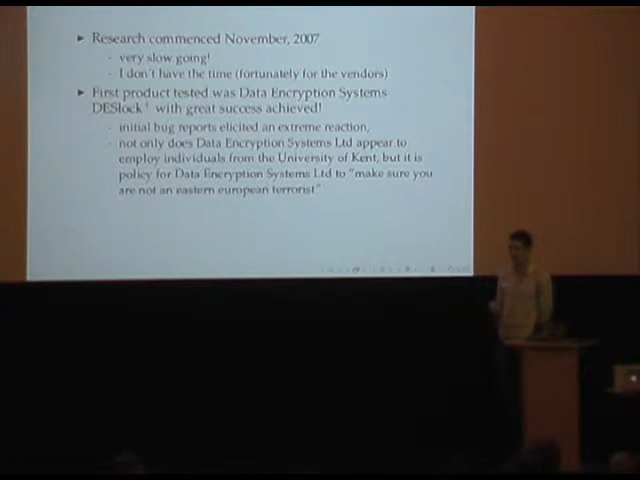 ► Research commenced November, 2007
- very slow going!
- I don't have the time (fortunately for the vendors)
► First product tested was Data Encryption Systems
DESlock+ with great success achieved!
- initial bug reports elicited an extreme reaction,
- not only does Data Encryption Systems Ltd appear to
employ individuals from the University of Kent, but it is
policy for Data Encryption Systems Ltd to "make sure you
are not an eastern european terrorist"